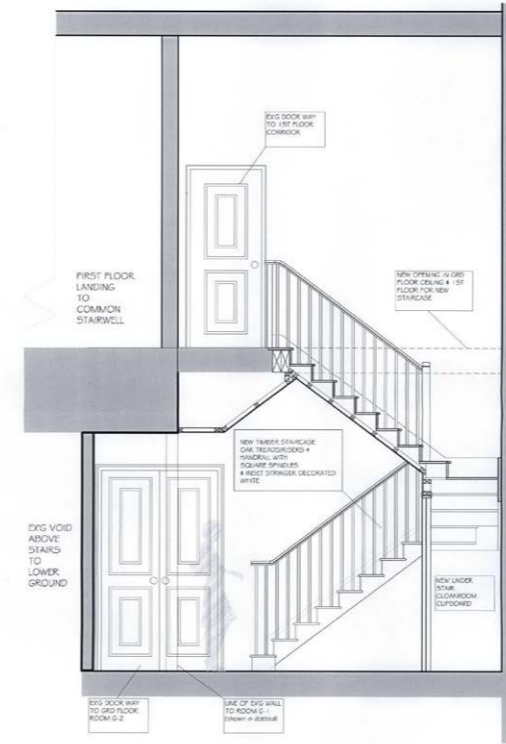 EXG DOOR WAY
TO 1ST FLOOR
CORRIDOR
FIRST FLOOR
LANDING
TO
COMMON
STAIRWELL
NEW OPENING IN GRD
FLOOR CEILING & 1ST
FLOOR FOR NEW
STAIRCASE
NEW TIMBER STAIRCASE
OAK TREADS/RISERS &
HANDRAIL WITH
SQUARE SPINDLES
& INSET STRINGER DECORATED
WHITE
EXG VOID
ABOVE
STAIRS
TO
LOWER
GROUND
NEW UNDER
STAIR
CLOAKROOM
CUPBOARD
EXG DOOR WAY
TO GRD FLOOR
ROOM G-2
LINE OF EXG WALL
TO ROOM G-1
(shown in dotted)